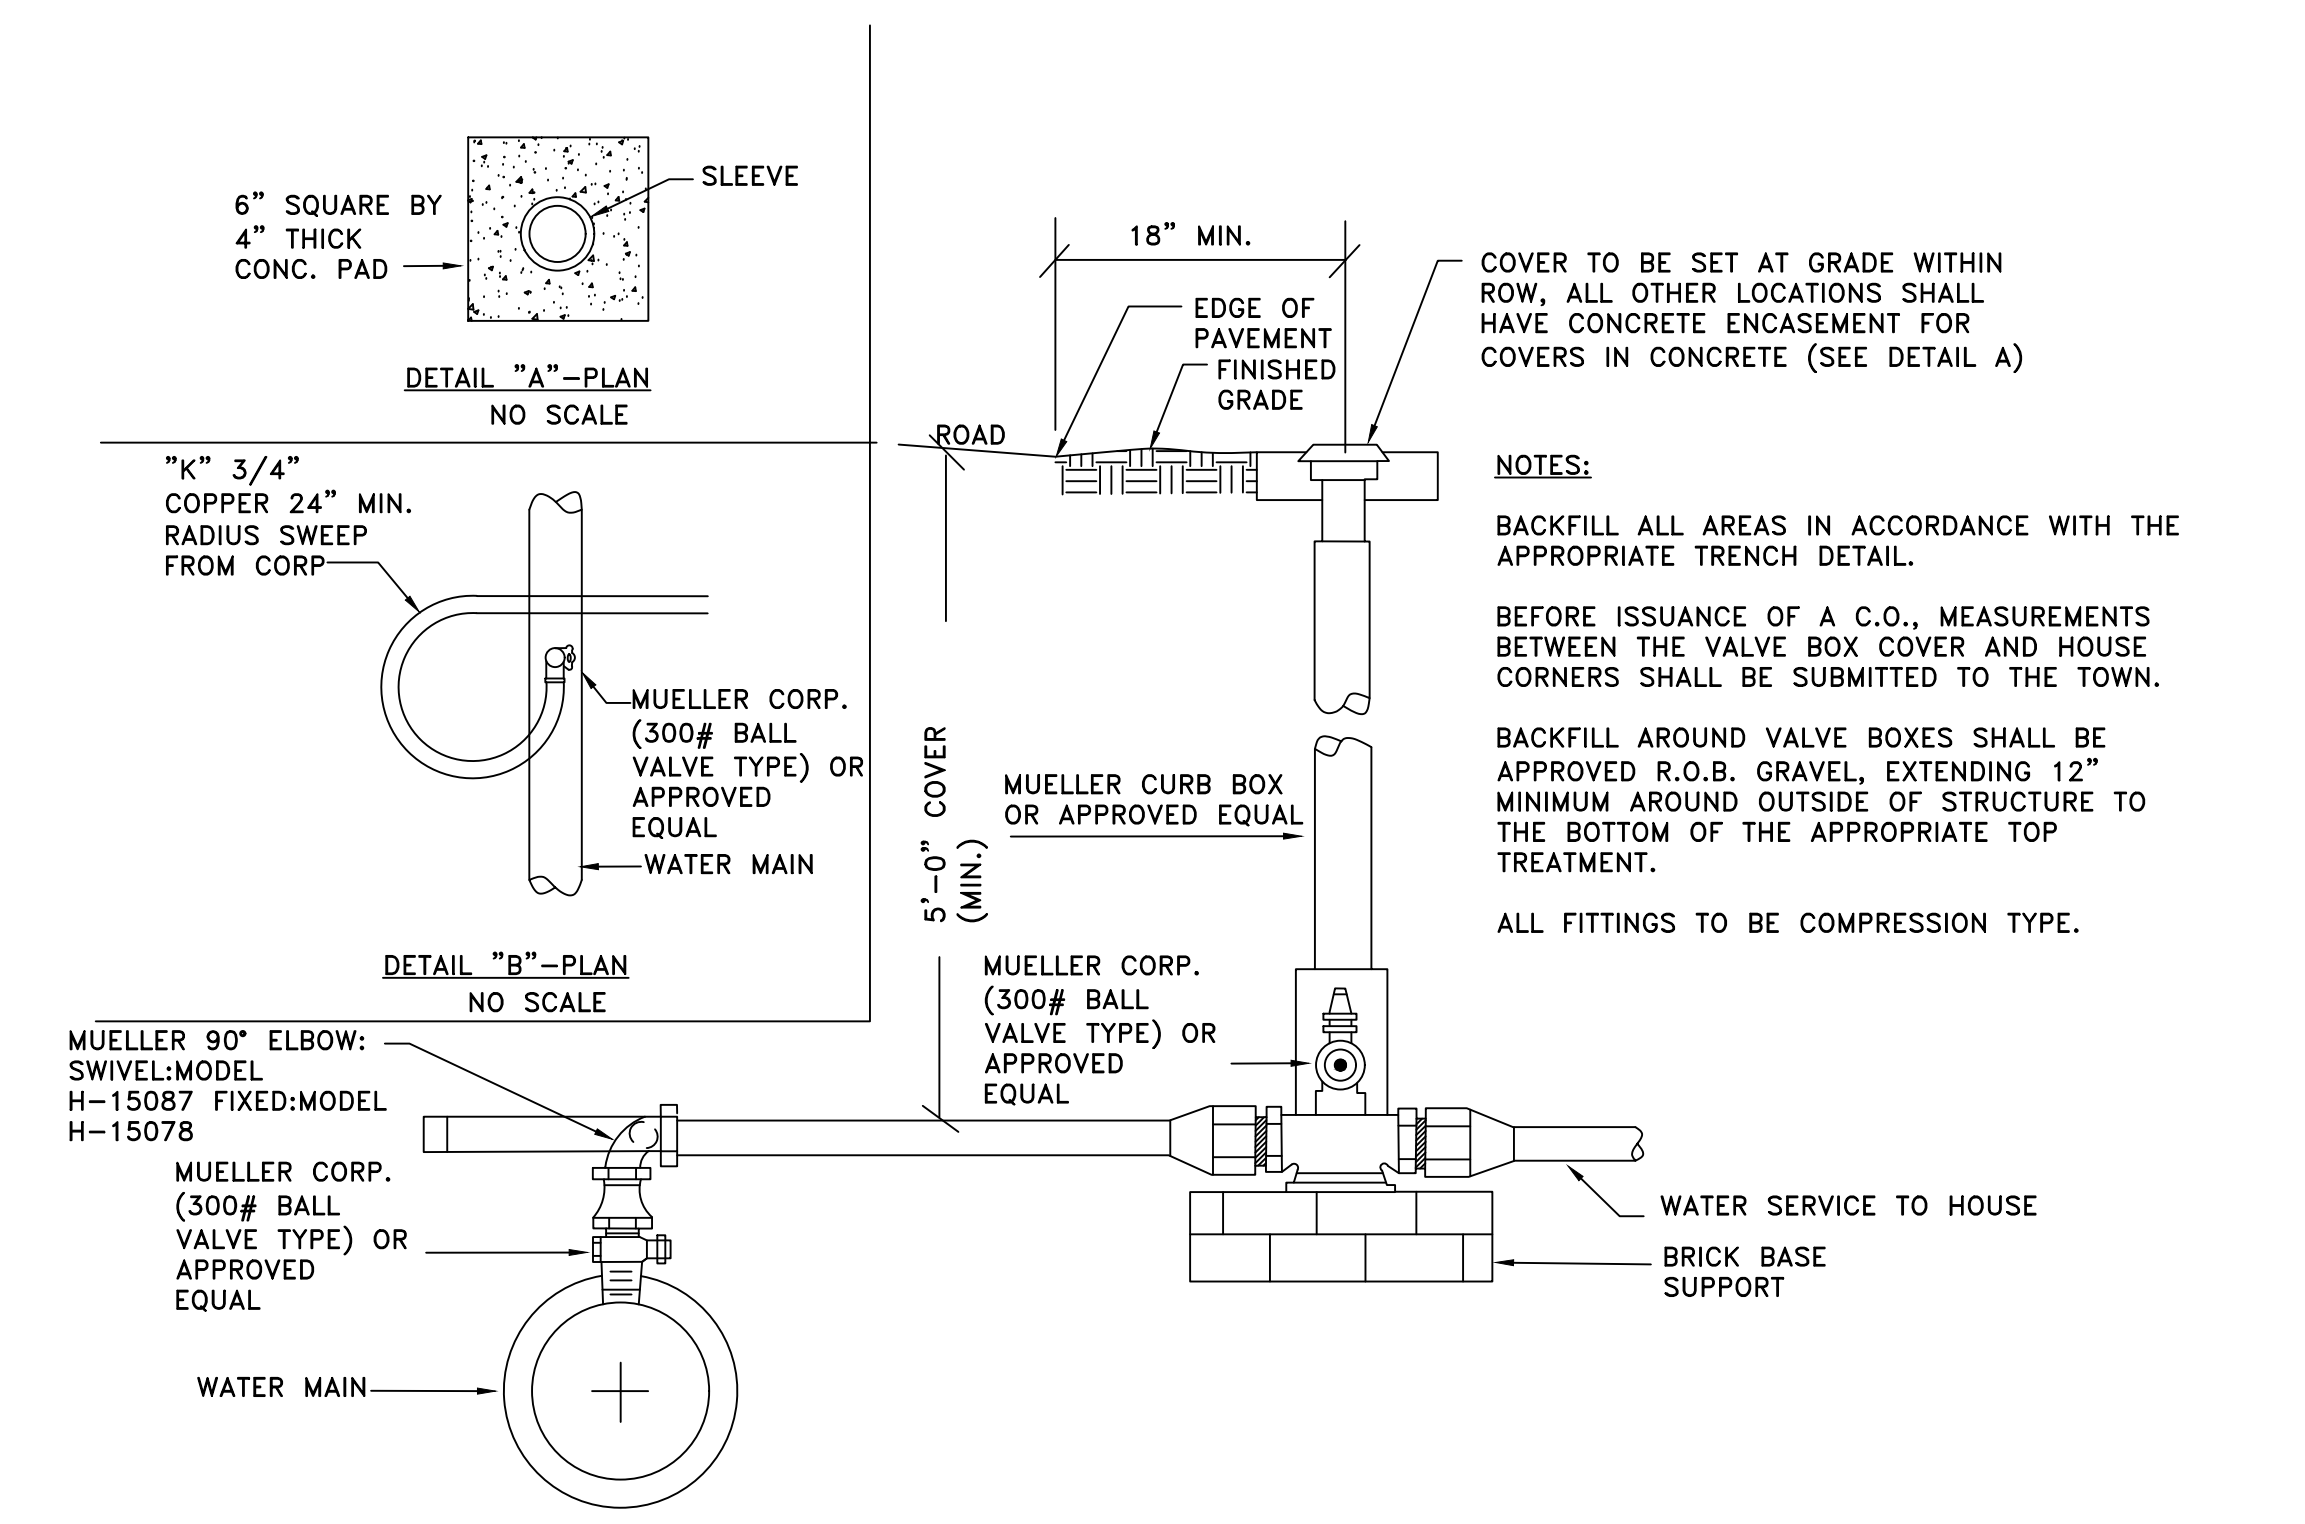 6" SQUARE BY
4" THICK
CONC. PAD
SLEEVE
DETAIL "A"-PLAN
NO SCALE
"K" 3/4"
COPPER 24" MIN.
RADIUS SWEEP
FROM CORP
MUELLER CORP.
(300# BALL
VALVE TYPE) OR
APPROVED
EQUAL
WATER MAIN
DETAIL "B"-PLAN
NO SCALE
MUELLER 90° ELBOW:
SWIVEL:MODEL
H-15087 FIXED:MODEL
H-15078
MUELLER CORP.
(300# BALL
VALVE TYPE) OR
APPROVED
EQUAL
WATER MAIN
18" MIN.
EDGE OF
PAVEMENT
FINISHED
GRADE
ROAD
COVER TO BE SET AT GRADE WITHIN
ROW, ALL OTHER LOCATIONS SHALL
HAVE CONCRETE ENCASEMENT FOR
COVERS IN CONCRETE (SEE DETAIL A)
5'-0" COVER
(MIN.)
MUELLER CURB BOX
OR APPROVED EQUAL
MUELLER CORP.
(300# BALL
VALVE TYPE) OR
APPROVED
EQUAL
WATER SERVICE TO HOUSE
BRICK BASE
SUPPORT
NOTES:
BACKFILL ALL AREAS IN ACCORDANCE WITH THE
APPROPRIATE TRENCH DETAIL.
BEFORE ISSUANCE OF A C.O., MEASUREMENTS
BETWEEN THE VALVE BOX COVER AND HOUSE
CORNERS SHALL BE SUBMITTED TO THE TOWN.
BACKFILL AROUND VALVE BOXES SHALL BE
APPROVED R.O.B. GRAVEL, EXTENDING 12"
MINIMUM AROUND OUTSIDE OF STRUCTURE TO
THE BOTTOM OF THE APPROPRIATE TOP
TREATMENT.
ALL FITTINGS TO BE COMPRESSION TYPE.